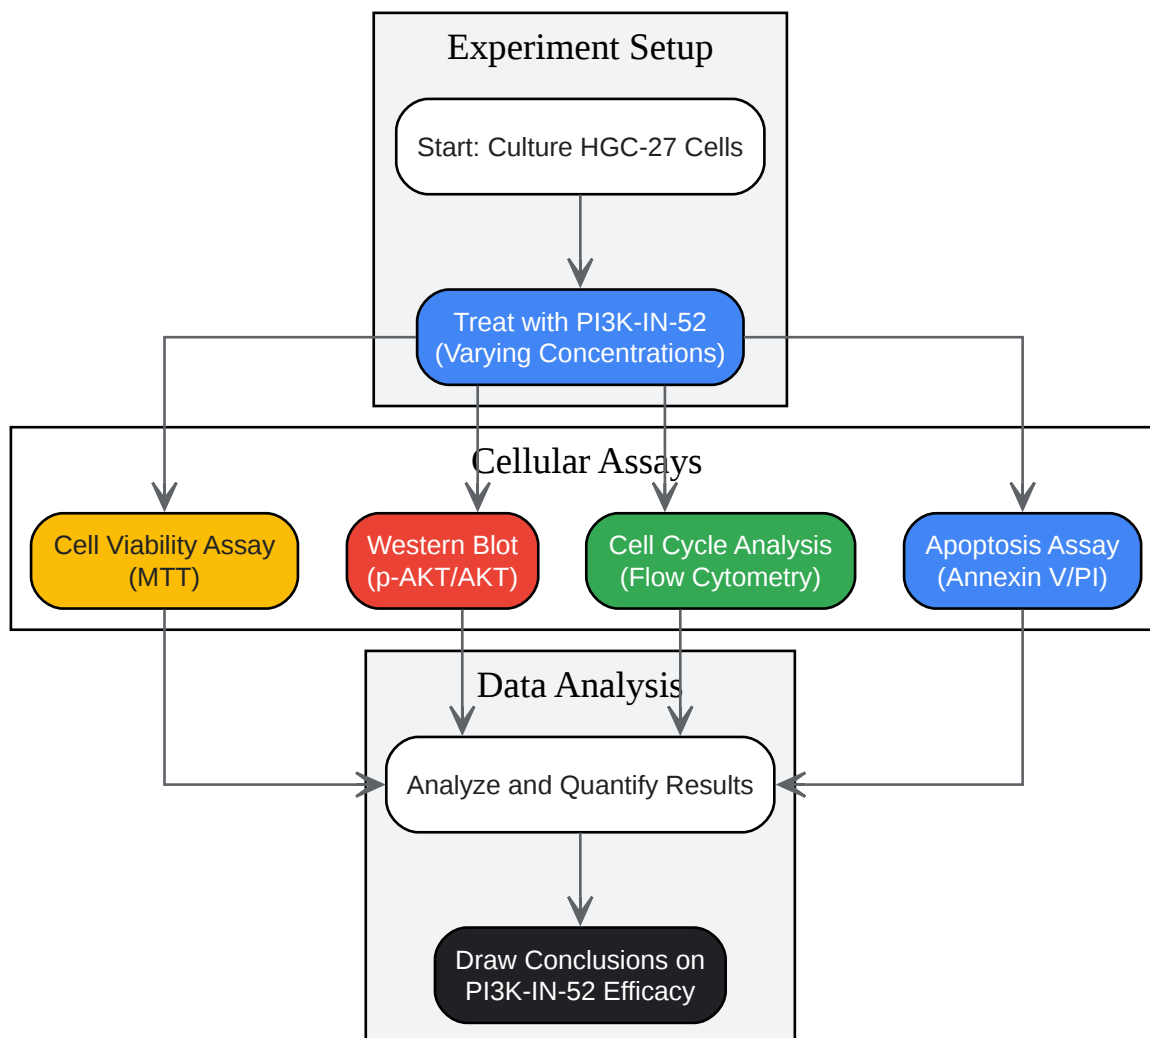 Experiment Setup
Start: Culture HGC-27 Cells
Treat with PI3K-IN-52
(Varying Concentrations)
Cellular Assays
Cell Viability Assay
(MTT)
Western Blot
(p-AKT/AKT)
Cell Cycle Analysis
(Flow Cytometry)
Apoptosis Assay
(Annexin V/PI)
Data Analysis
Analyze and Quantify Results
Draw Conclusions on
PI3K-IN-52 Efficacy